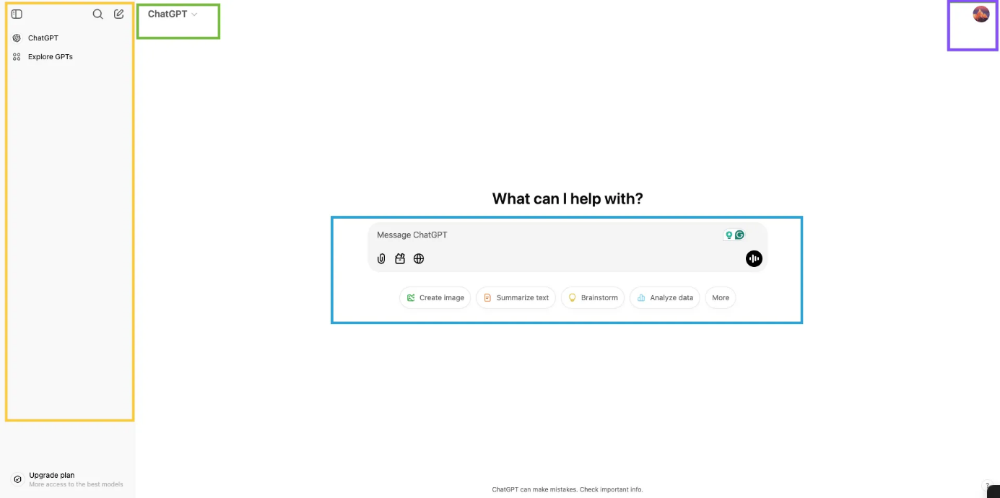 ChatGPT
ChatGPT
Explore GPTs
What can I help with?
Message ChatGPT
Create image
Summarize text
Brainstorm
Analyze data
More
Upgrade plan
More access to the best models
ChatGPT can make mistakes. Check important info.
?